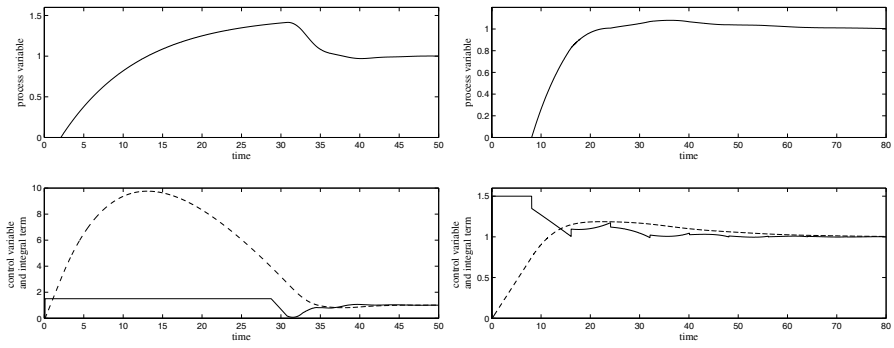 process variable
1.5
1
0.5
0
0 5 10 15 20 25 30 35 40 45 50
time
process variable
1
0.8
0.6
0.4
0.2
0
0 10 20 30 40 50 60 70 80
time
control variable
and integral term
10
8
6
4
2
0
0 5 10 15 20 25 30 35 40 45 50
time
control variable
and integral term
1.5
1
0.5
0
0 10 20 30 40 50 60 70 80
time